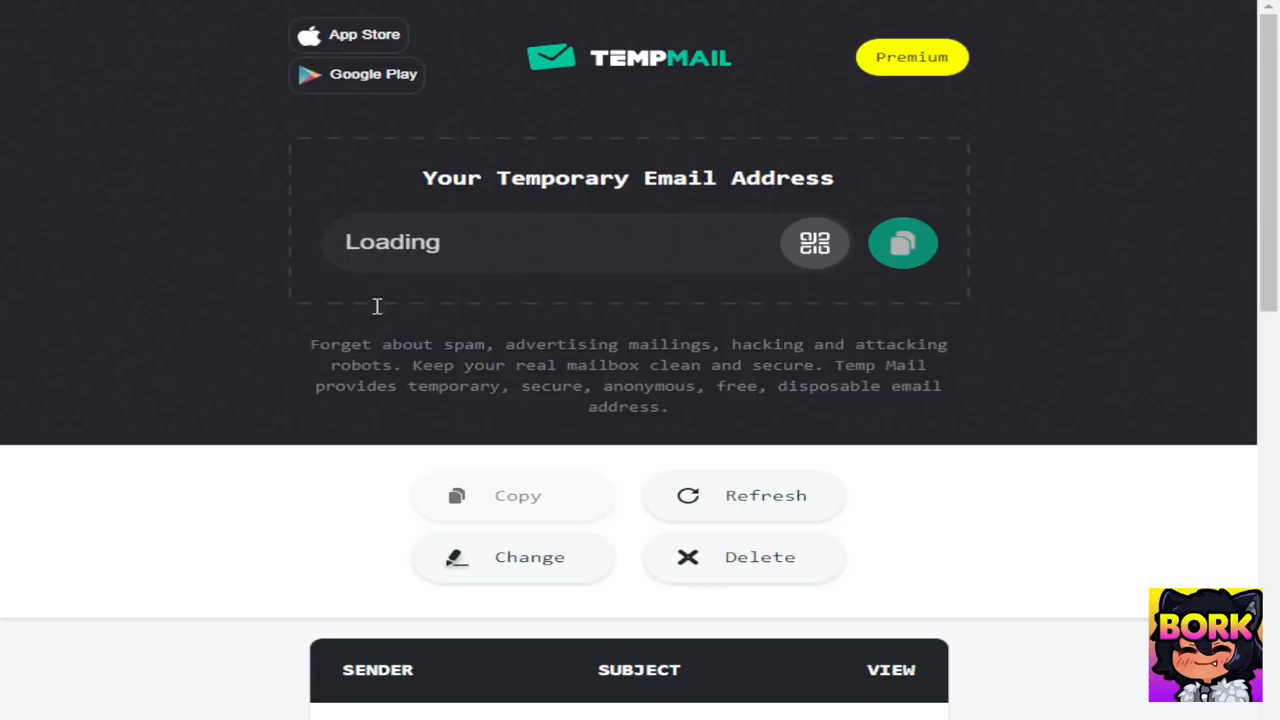 App Store
Google Play
TEMPMAIL
Premium
Your Temporary Email Address
Loading
Forget about spam, advertising mailings, hacking and attacking
robots. Keep your real mailbox clean and secure. Temp Mail
provides temporary, secure, anonymous, free, disposable email
address.
Copy
Refresh
Change
Delete
SENDER SUBJECT VIEW
BORK